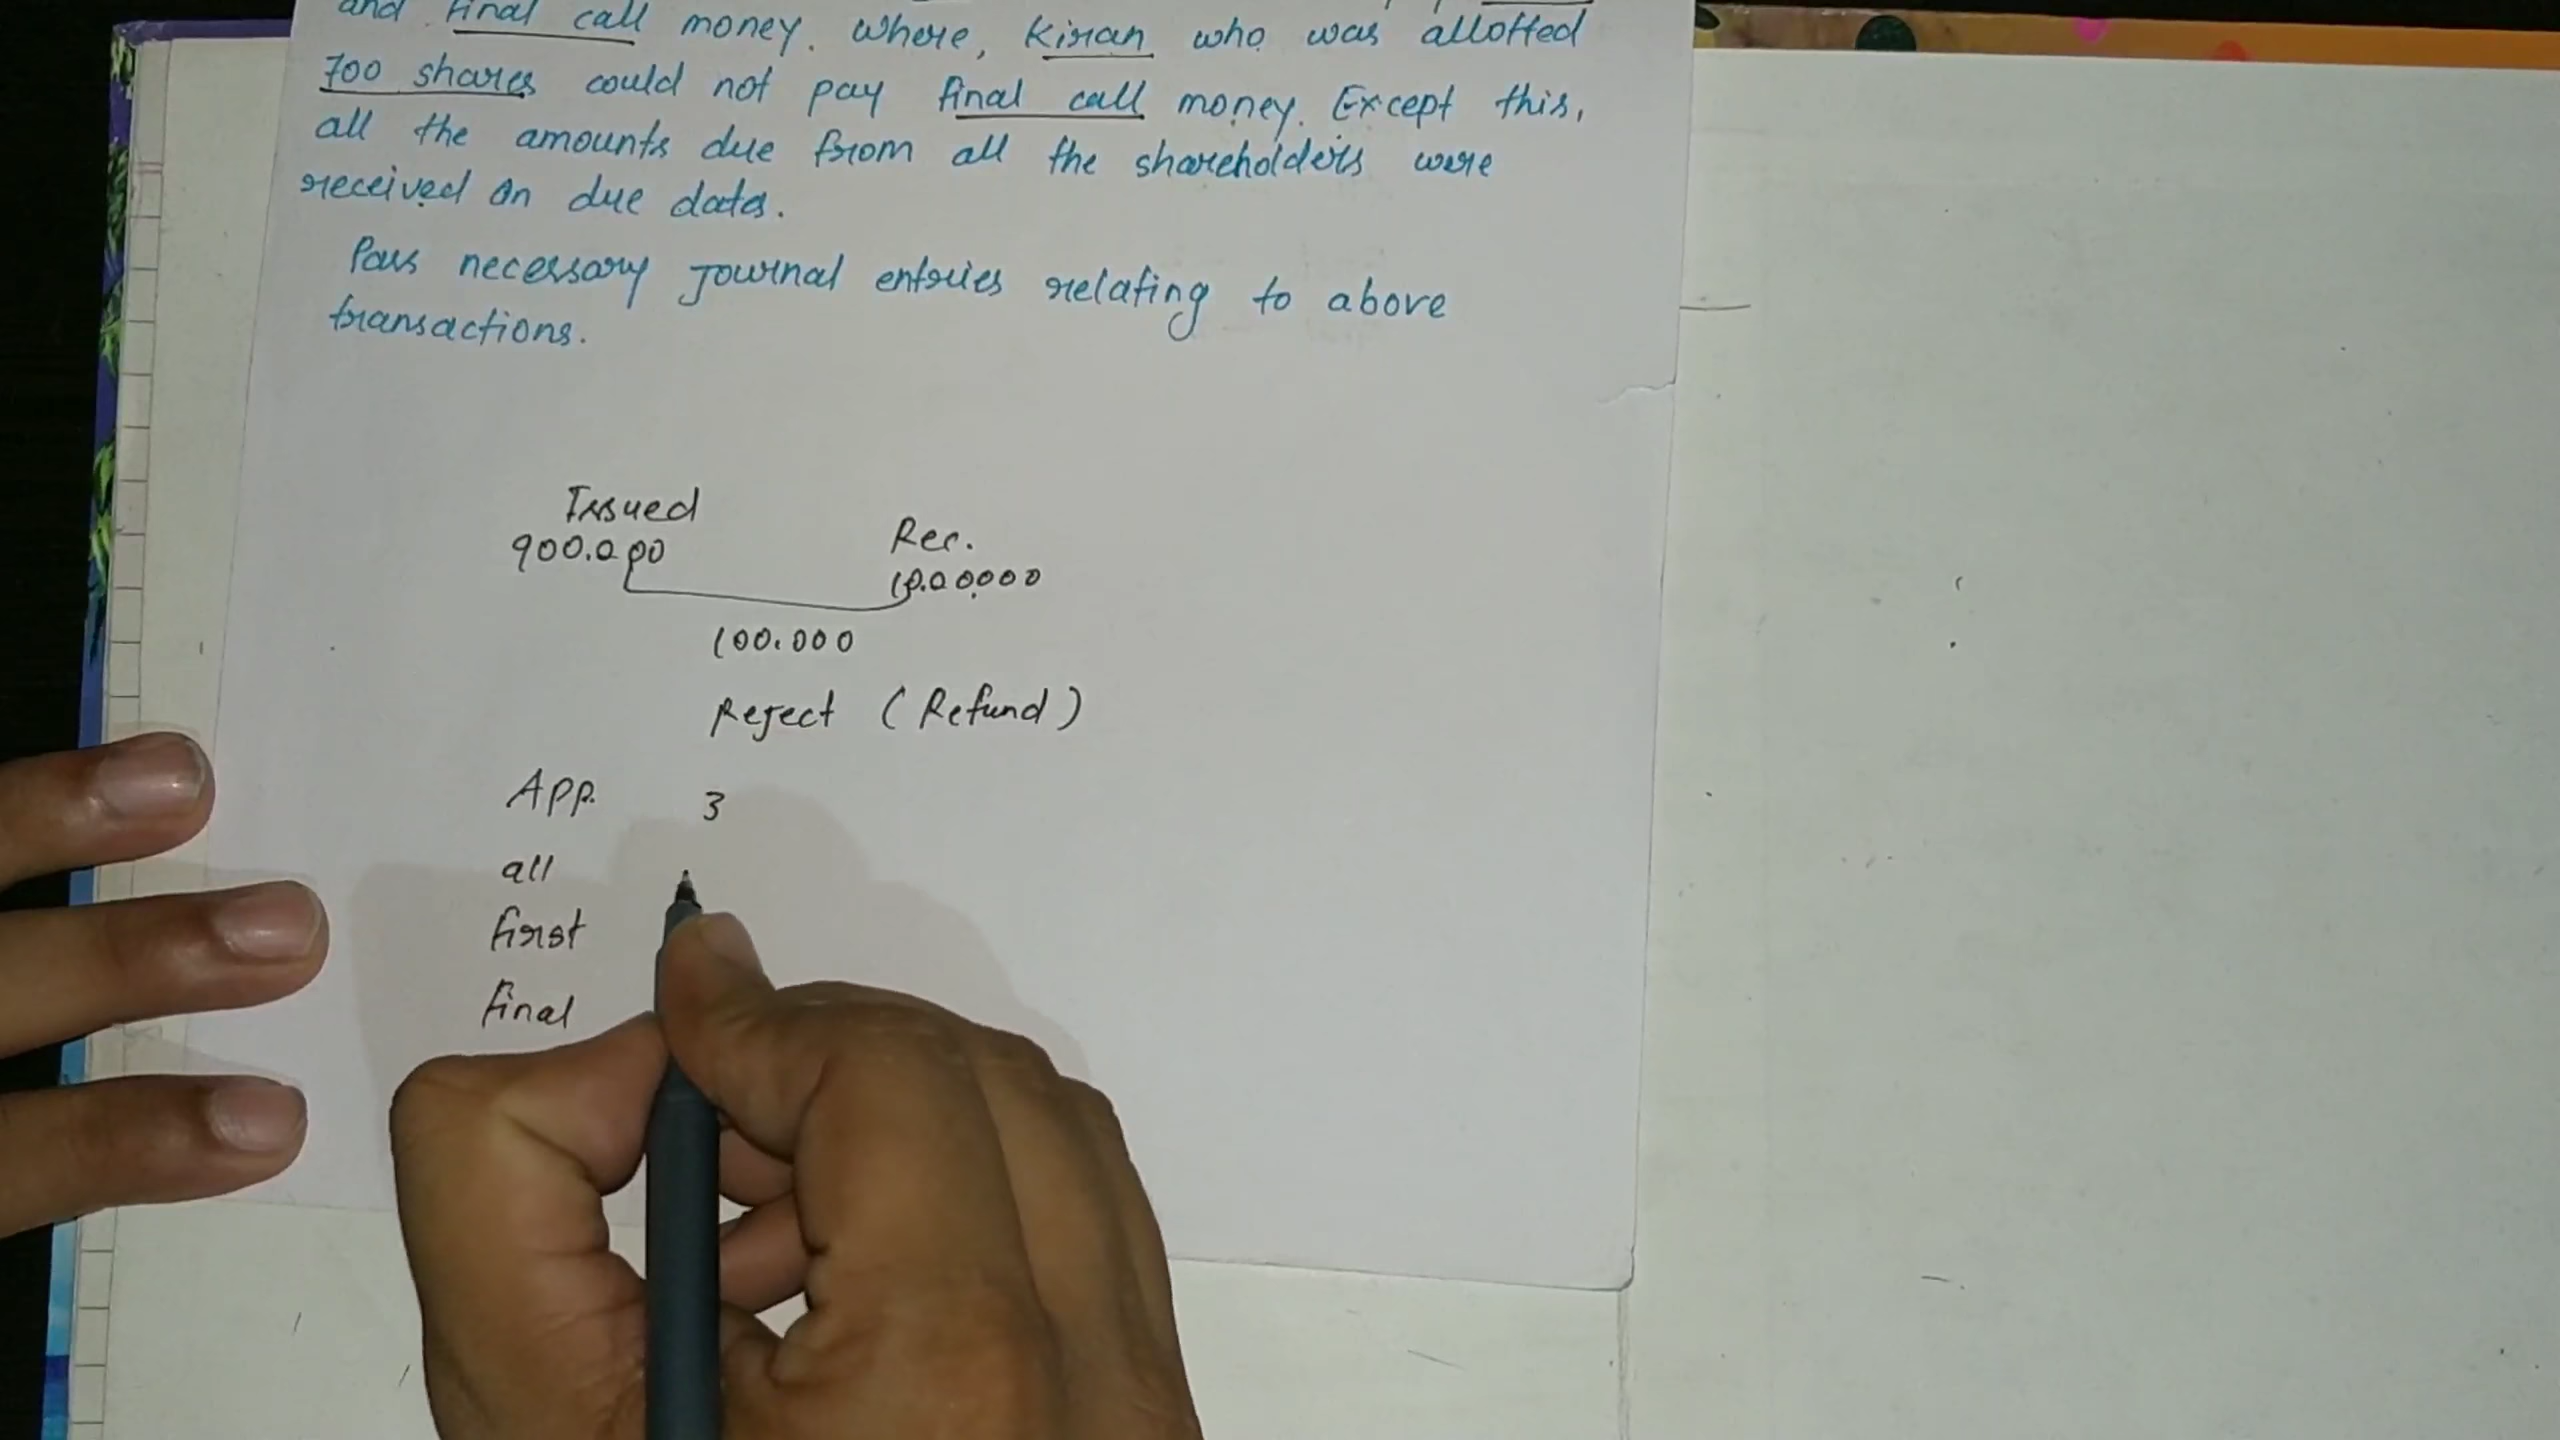 and final call money. Where, Kiran who was allotted
700 shares could not pay final call money. Except this,
all the amounts due from all the shareholders were
received on due dates.
Pass necessary Journal entries relating to above
transactions.
Issued
900.000
Rec.
10.00000
100.000
Reject (Refund)
App. 3
all
first
final